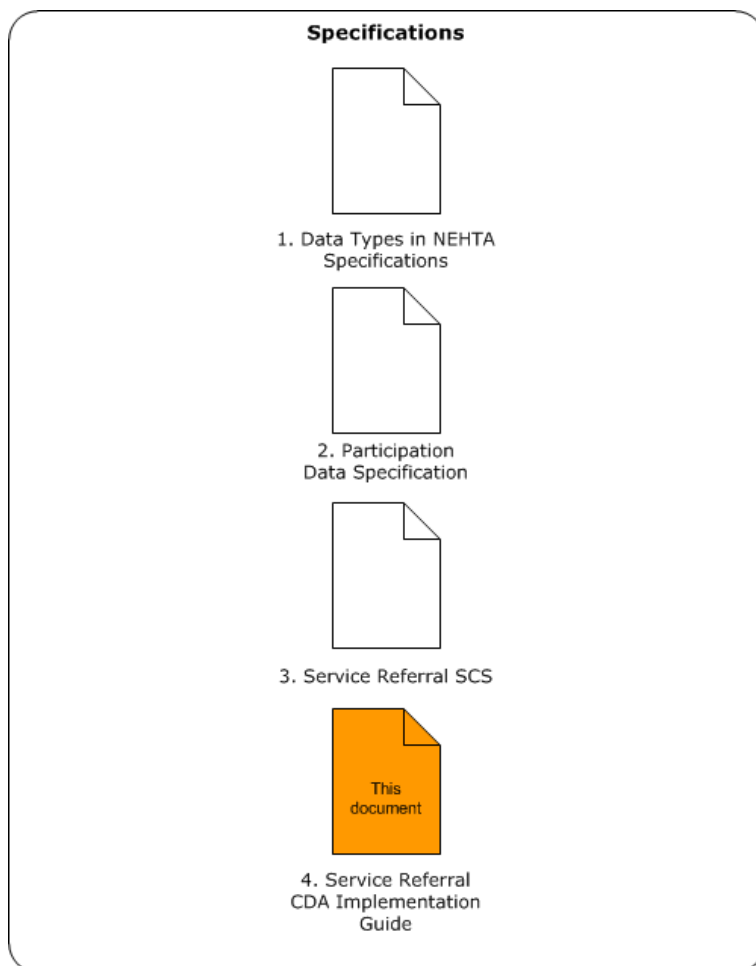 Specifications
1. Data Types in NEHTA
Specifications
2. Participation
Data Specification
3. Service Referral SCS
This
document
4. Service Referral
CDA Implementation
Guide